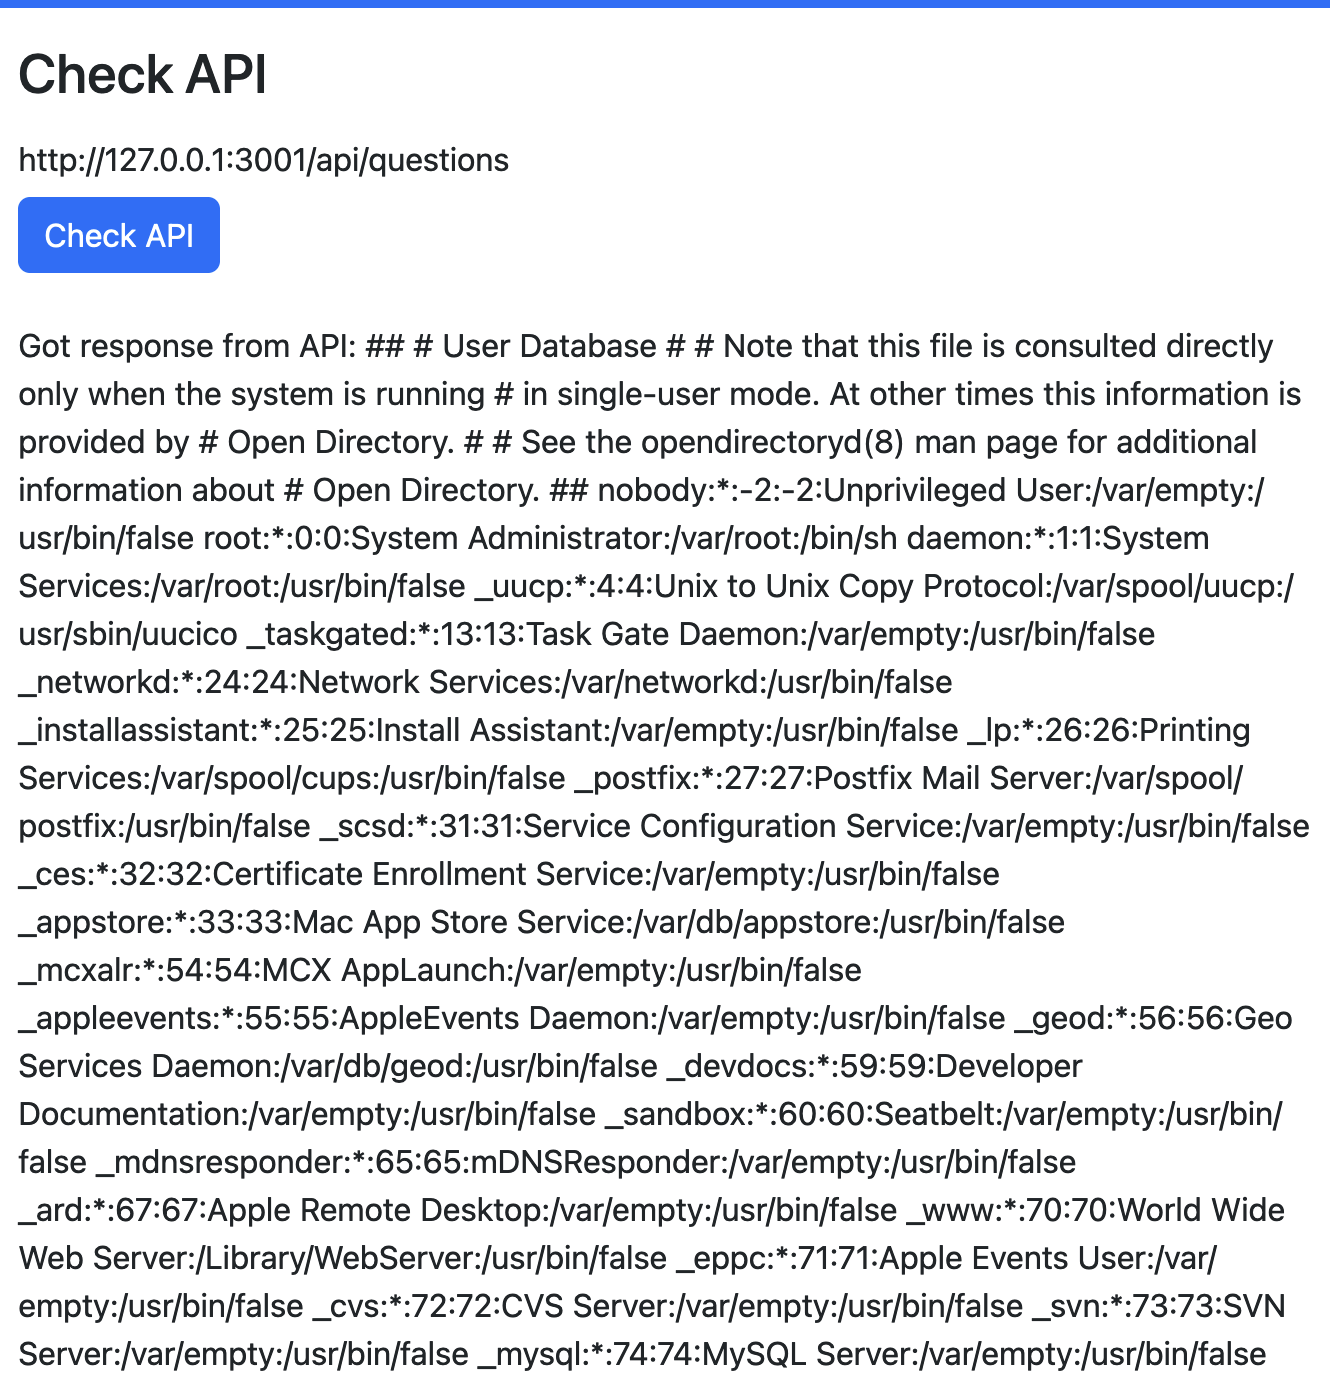 Check API
http://127.0.0.1:3001/api/questions
Check API
Got response from API: ## # User Database # # Note that this file is consulted directly
only when the system is running # in single-user mode. At other times this information is
provided by # Open Directory. # # See the opendirectoryd(8) man page for additional
information about # Open Directory. ## nobody:*:-2:-2:Unprivileged User:/var/empty:/
usr/bin/false root:*:0:0:System Administrator:/var/root:/bin/sh daemon:*:1:1:System
Services:/var/root:/usr/bin/false _uucp:*:4:4:Unix to Unix Copy Protocol:/var/spool/uucp:/
usr/sbin/uucico _taskgated:*:13:13:Task Gate Daemon:/var/empty:/usr/bin/false
_networkd:*:24:24:Network Services:/var/networkd:/usr/bin/false
_installassistant:*:25:25:Install Assistant:/var/empty:/usr/bin/false _lp:*:26:26:Printing
Services:/var/spool/cups:/usr/bin/false _postfix:*:27:27:Postfix Mail Server:/var/spool/
postfix:/usr/bin/false _scsd:*:31:31:Service Configuration Service:/var/empty:/usr/bin/false
_ces:*:32:32:Certificate Enrollment Service:/var/empty:/usr/bin/false
_appstore:*:33:33:Mac App Store Service:/var/db/appstore:/usr/bin/false
_mcxalr:*:54:54:MCX AppLaunch:/var/empty:/usr/bin/false
_appleevents:*:55:55:AppleEvents Daemon:/var/empty:/usr/bin/false _geod:*:56:56:Geo
Services Daemon:/var/db/geod:/usr/bin/false _devdocs:*:59:59:Developer
Documentation:/var/empty:/usr/bin/false _sandbox:*:60:60:Seatbelt:/var/empty:/usr/bin/
false _mdnsresponder:*:65:65:mDNSResponder:/var/empty:/usr/bin/false
_ard:*:67:67:Apple Remote Desktop:/var/empty:/usr/bin/false _www:*:70:70:World Wide
Web Server:/Library/WebServer:/usr/bin/false _eppc:*:71:71:Apple Events User:/var/
empty:/usr/bin/false _cvs:*:72:72:CVS Server:/var/empty:/usr/bin/false _svn:*:73:73:SVN
Server:/var/empty:/usr/bin/false _mysql:*:74:74:MySQL Server:/var/empty:/usr/bin/false